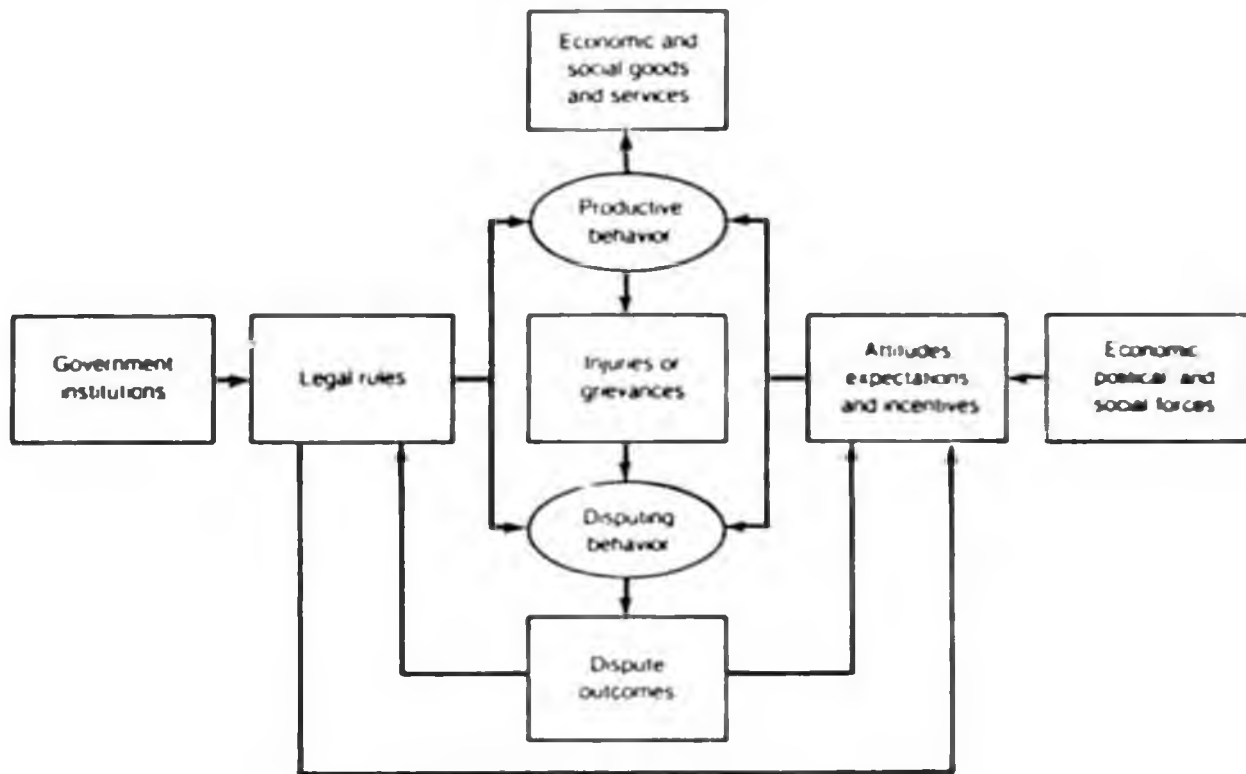 Economic and
social goods
and services
Productive
behavior
Government
institutions
Legal rules
Injuries or
grievances
Attitudes
expectations
and incentives
Economic
political and
social forces
Disputing
behavior
Dispute
outcomes